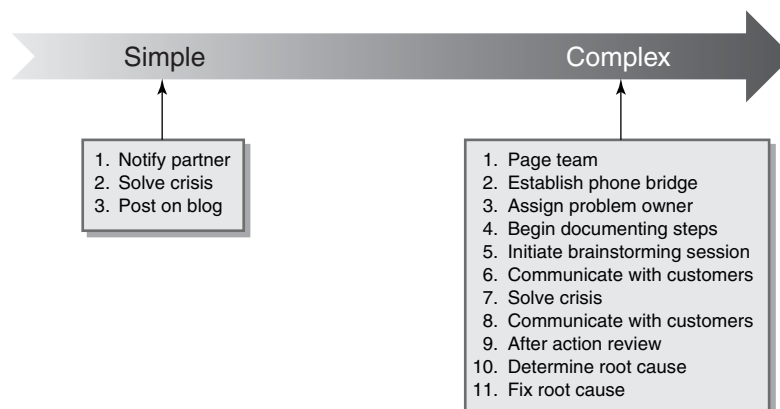 Simple
Complex
1. Notify partner
2. Solve crisis
3. Post on blog
1. Page team
2. Establish phone bridge
3. Assign problem owner
4. Begin documenting steps
5. Initiate brainstorming session
6. Communicate with customers
7. Solve crisis
8. Communicate with customers
9. After action review
10. Determine root cause
11. Fix root cause